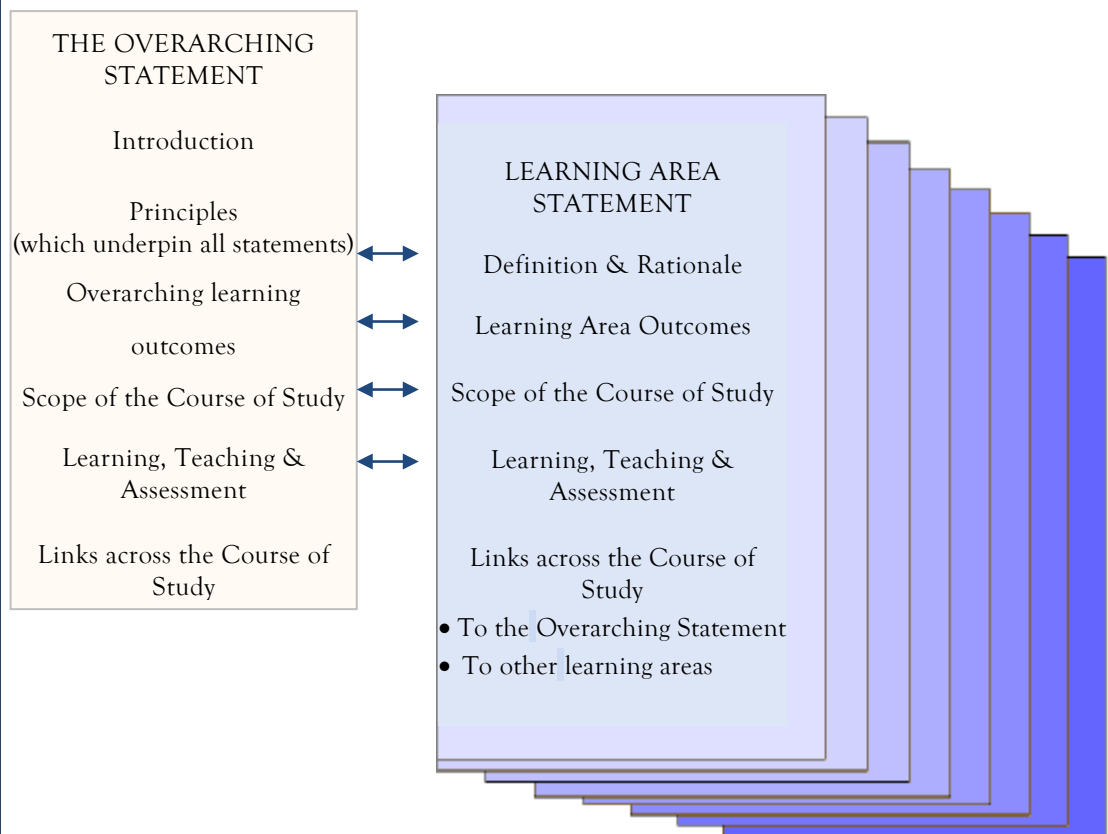 THE OVERARCHING
STATEMENT
Introduction
Principles
(which underpin all statements)
Overarching learning
outcomes
Scope of the Course of Study
Learning, Teaching &
Assessment
Links across the Course of
Study
LEARNING AREA
STATEMENT
Definition & Rationale
Learning Area Outcomes
Scope of the Course of Study
Learning, Teaching &
Assessment
Links across the Course of
Study
• To the Overarching Statement
• To other learning areas